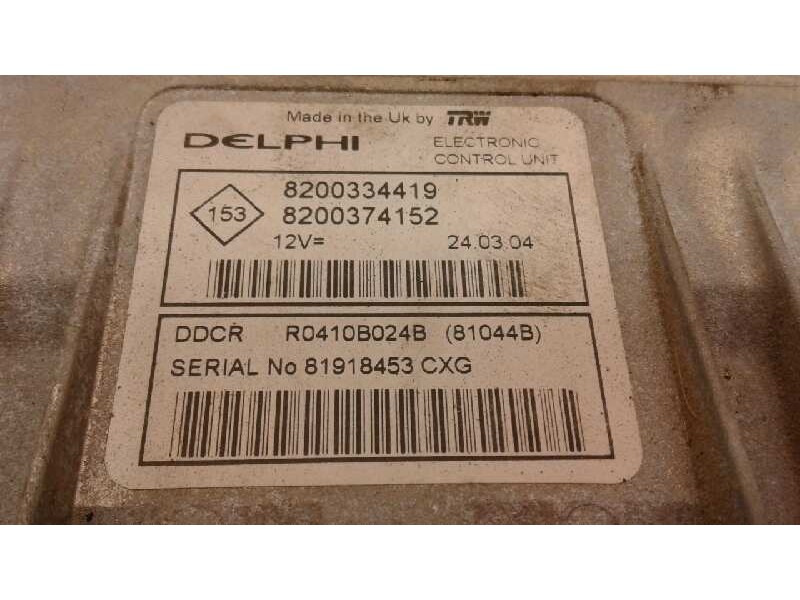 Made in the Uk by TRW
DELPHI
ELECTRONIC
CONTROL UNIT
153
8200334419
8200374152
12V=
24.03.04
DDCR R0410B024B (81044B)
SERIAL No 81918453 CXG